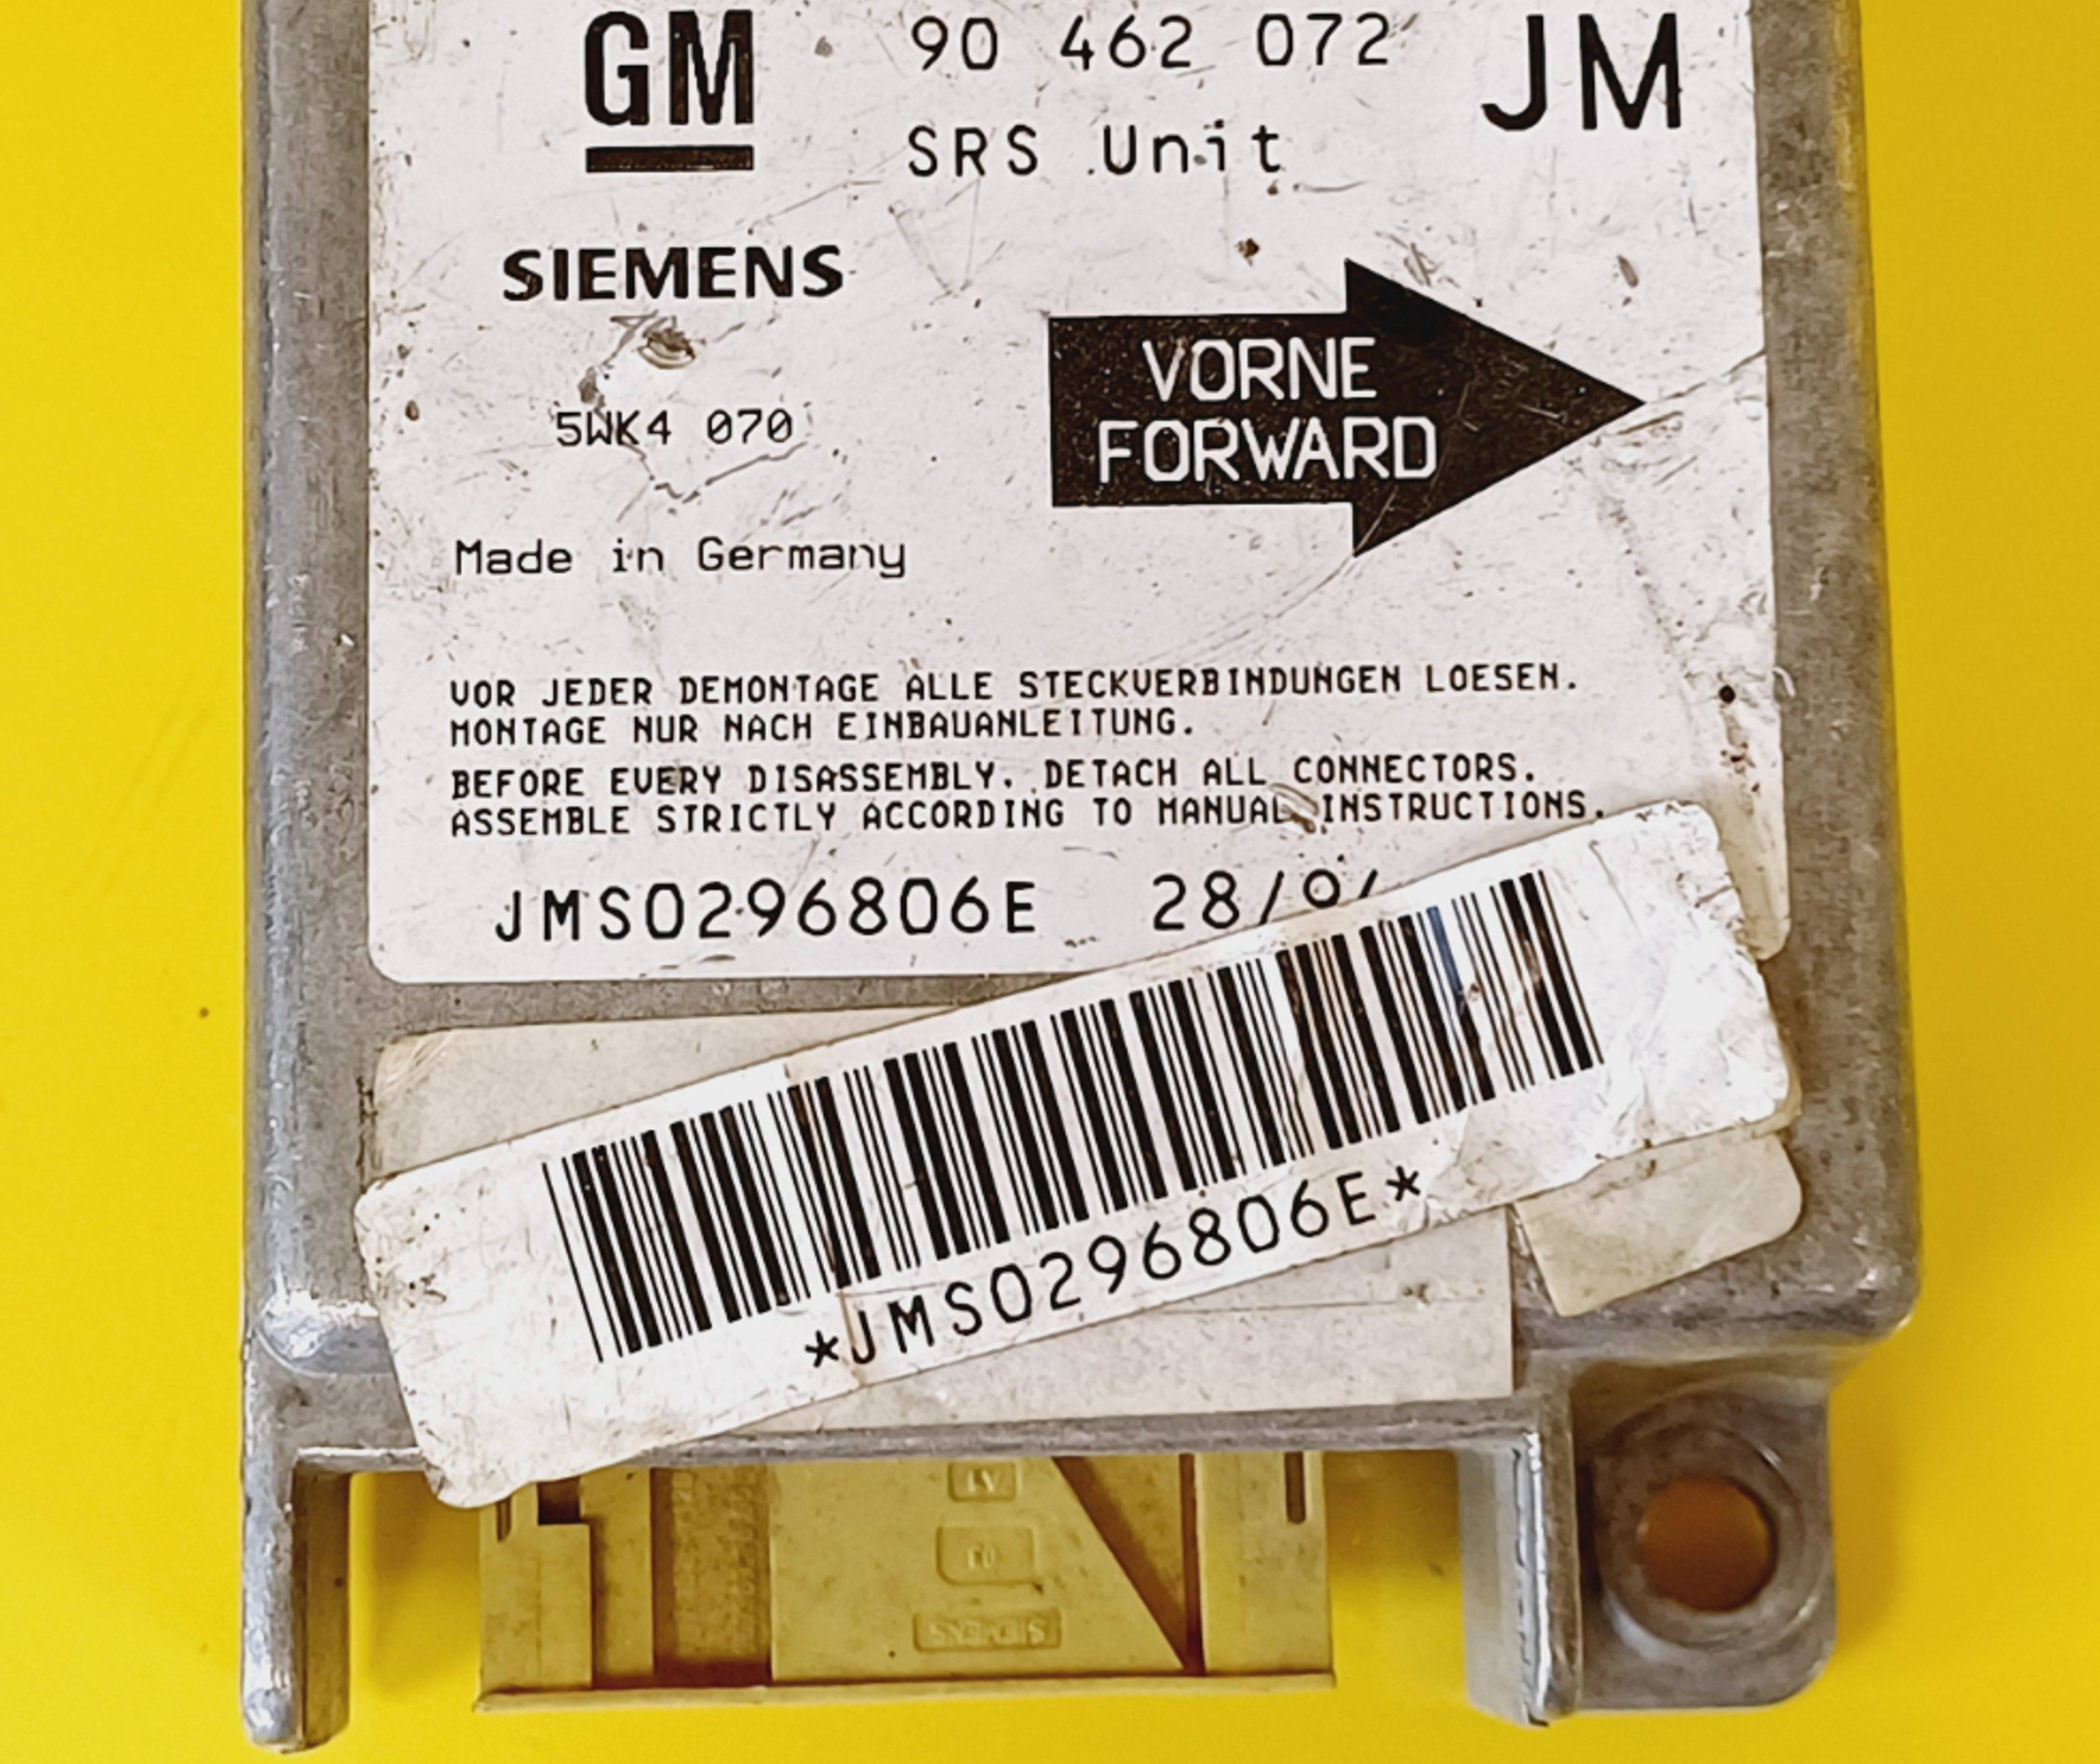 GM 90 462 072 JM
SRS Unit
SIEMENS
VORNE
FORWARD
5WK4 070
Made in Germany
VOR JEDER DEMONTAGE ALLE STECKVERBINDUNGEN LOESEN.
MONTAGE NUR NACH EINBAUANLEITUNG.
BEFORE EVERY DISASSEMBLY. DETACH ALL CONNECTORS.
ASSEMBLE STRICTLY ACCORDING TO MANUAL INSTRUCTIONS.
JMS0296806E 28/
*JMS0296806E*
SIEMENS